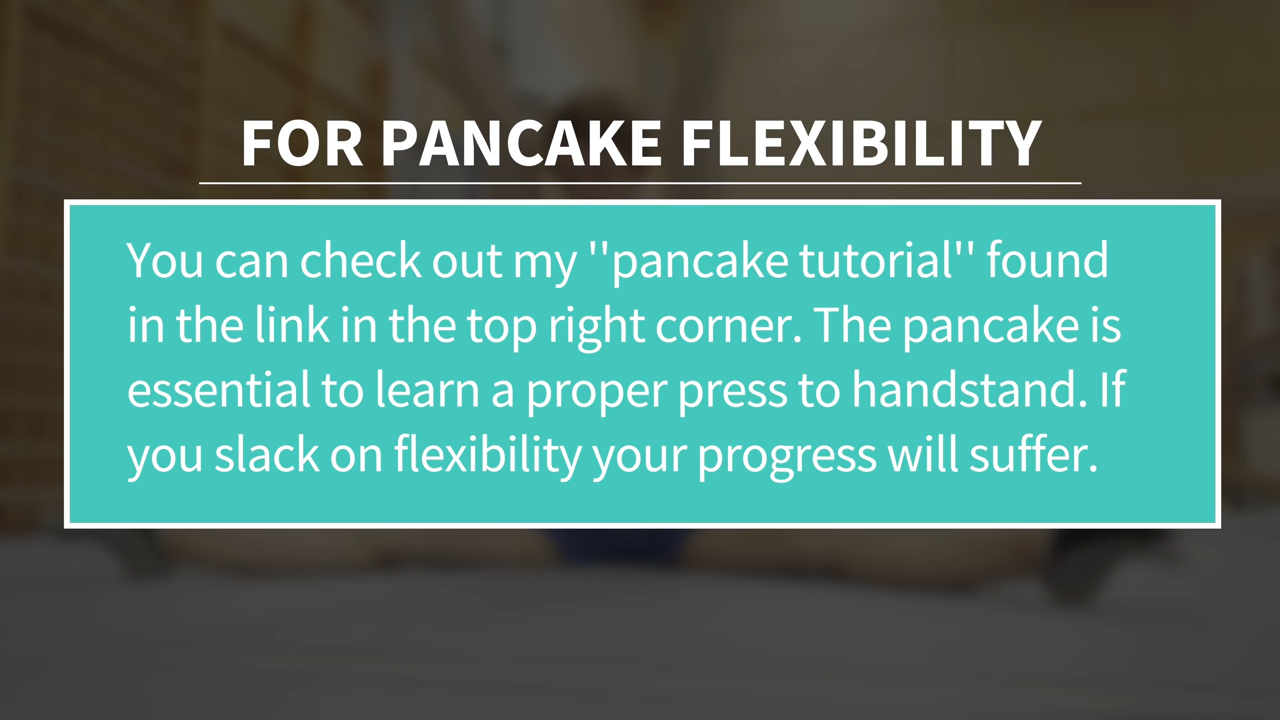 FOR PANCAKE FLEXIBILITY
You can check out my ''pancake tutorial'' found
in the link in the top right corner. The pancake is
essential to learn a proper press to handstand. If
you slack on flexibility your progress will suffer.